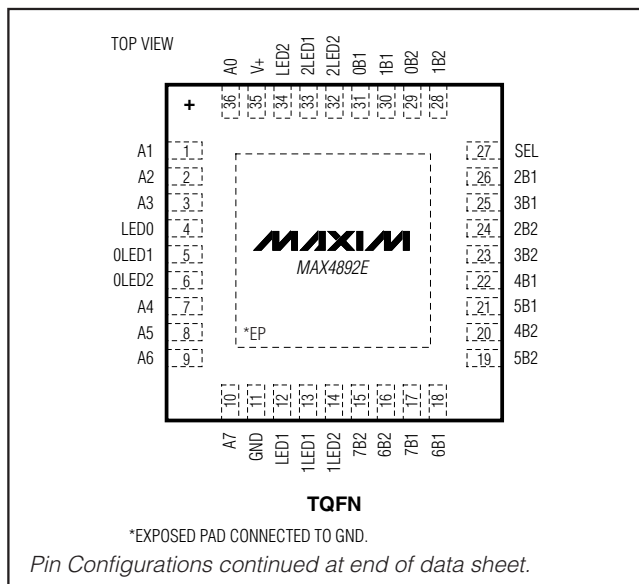 TOP VIEW
A0 V+ LED2 2LED1 2LED2 0B1 1B1 0B2 1B2
+ 36 35 34 33 32 31 30 29 28
A1 1 27 SEL
A2 2 26 2B1
A3 3 25 3B1
LED0 4 24 2B2
0LED1 5 23 3B2
0LED2 6 22 4B1
A4 7 21 5B1
A5 8 20 4B2
A6 9 19 5B2
MAXIM
MAX4892E
*EP
10 11 12 13 14 15 16 17 18
A7 GND LED1 1LED1 1LED2 7B2 6B2 7B1 6B1
TQFN
*EXPOSED PAD CONNECTED TO GND.
Pin Configurations continued at end of data sheet.